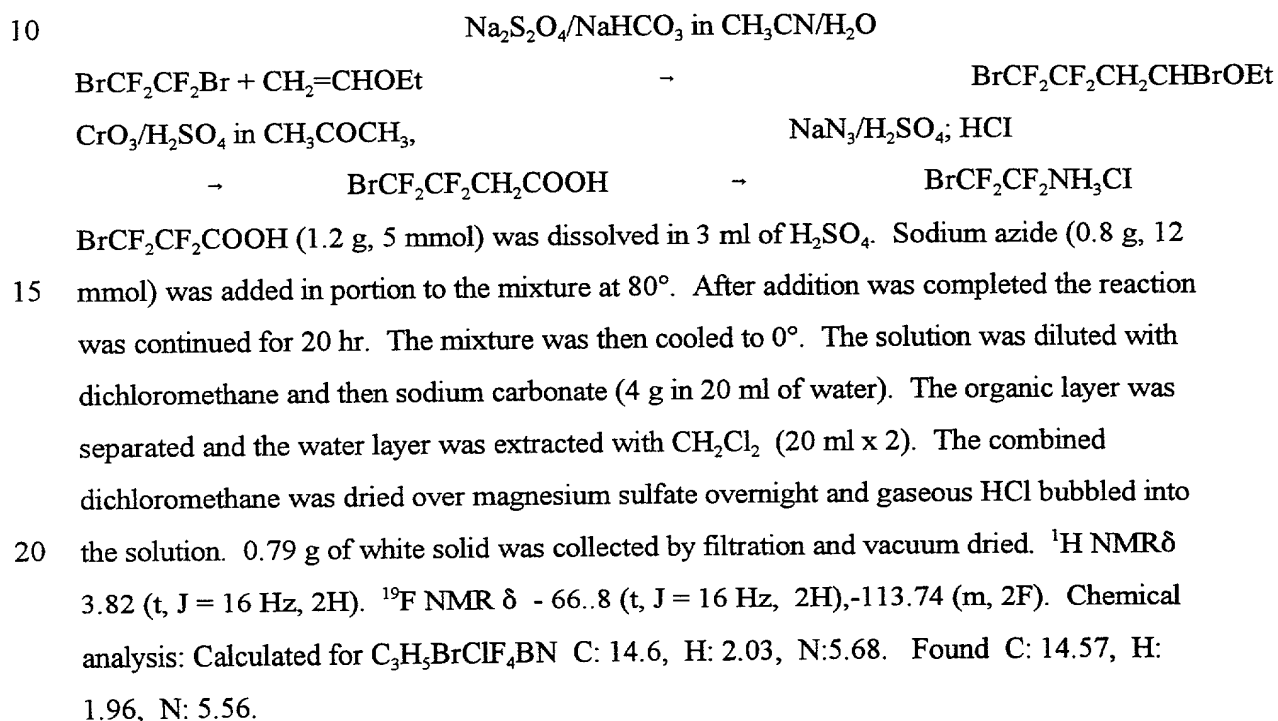 10 Na₂S₂O₄/NaHCO₃ in CH₃CN/H₂O
BrCF₂CF₂Br + CH₂=CHOEt → BrCF₂CF₂CH₂CHBrOEt
CrO₃/H₂SO₄ in CH₃COCH₃, NaN₃/H₂SO₄; HCl
→ BrCF₂CF₂CH₂COOH → BrCF₂CF₂NH₃Cl
BrCF₂CF₂COOH (1.2 g, 5 mmol) was dissolved in 3 ml of H₂SO₄. Sodium azide (0.8 g, 12
15 mmol) was added in portion to the mixture at 80°. After addition was completed the reaction
was continued for 20 hr. The mixture was then cooled to 0°. The solution was diluted with
dichloromethane and then sodium carbonate (4 g in 20 ml of water). The organic layer was
separated and the water layer was extracted with CH₂Cl₂ (20 ml x 2). The combined
dichloromethane was dried over magnesium sulfate overnight and gaseous HCl bubbled into
20 the solution. 0.79 g of white solid was collected by filtration and vacuum dried. ¹H NMRδ
3.82 (t, J = 16 Hz, 2H). ¹⁹F NMR δ - 66..8 (t, J = 16 Hz, 2H),-113.74 (m, 2F). Chemical
analysis: Calculated for C₃H₅BrClF₄BN C: 14.6, H: 2.03, N:5.68. Found C: 14.57, H:
1.96, N: 5.56.